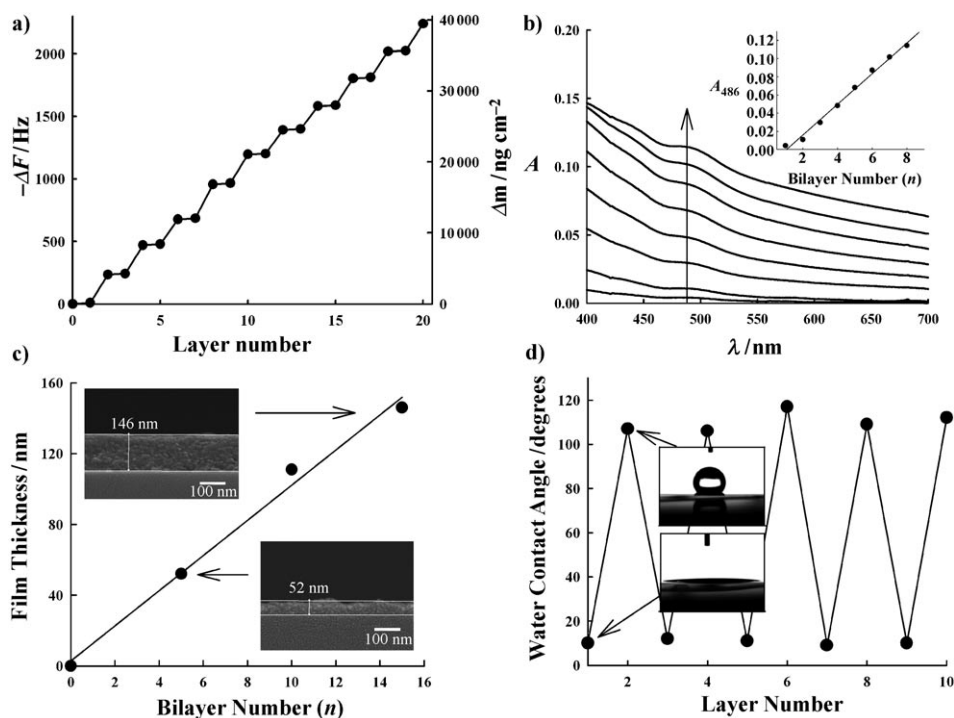 a)
2000
1500
1000
500
0
−ΔF / Hz
40 000
30 000
20 000
10 000
0
Δm / ng cm⁻²
0 5 10 15 20
Layer number
b)
0.20
0.15
0.10
0.05
0.00
A
400 450 500 550 600 650 700
λ / nm
0.12
0.10
0.08
0.06
0.04
0.02
0.00
A486
2 4 6 8
Bilayer Number (n)
c)
160
120
80
40
0
Film Thickness / nm
146 nm
100 nm
52 nm
100 nm
0 2 4 6 8 10 12 14 16
Bilayer Number (n)
d)
120
100
80
60
40
20
0
Water Contact Angle /degrees
2 4 6 8 10
Layer Number